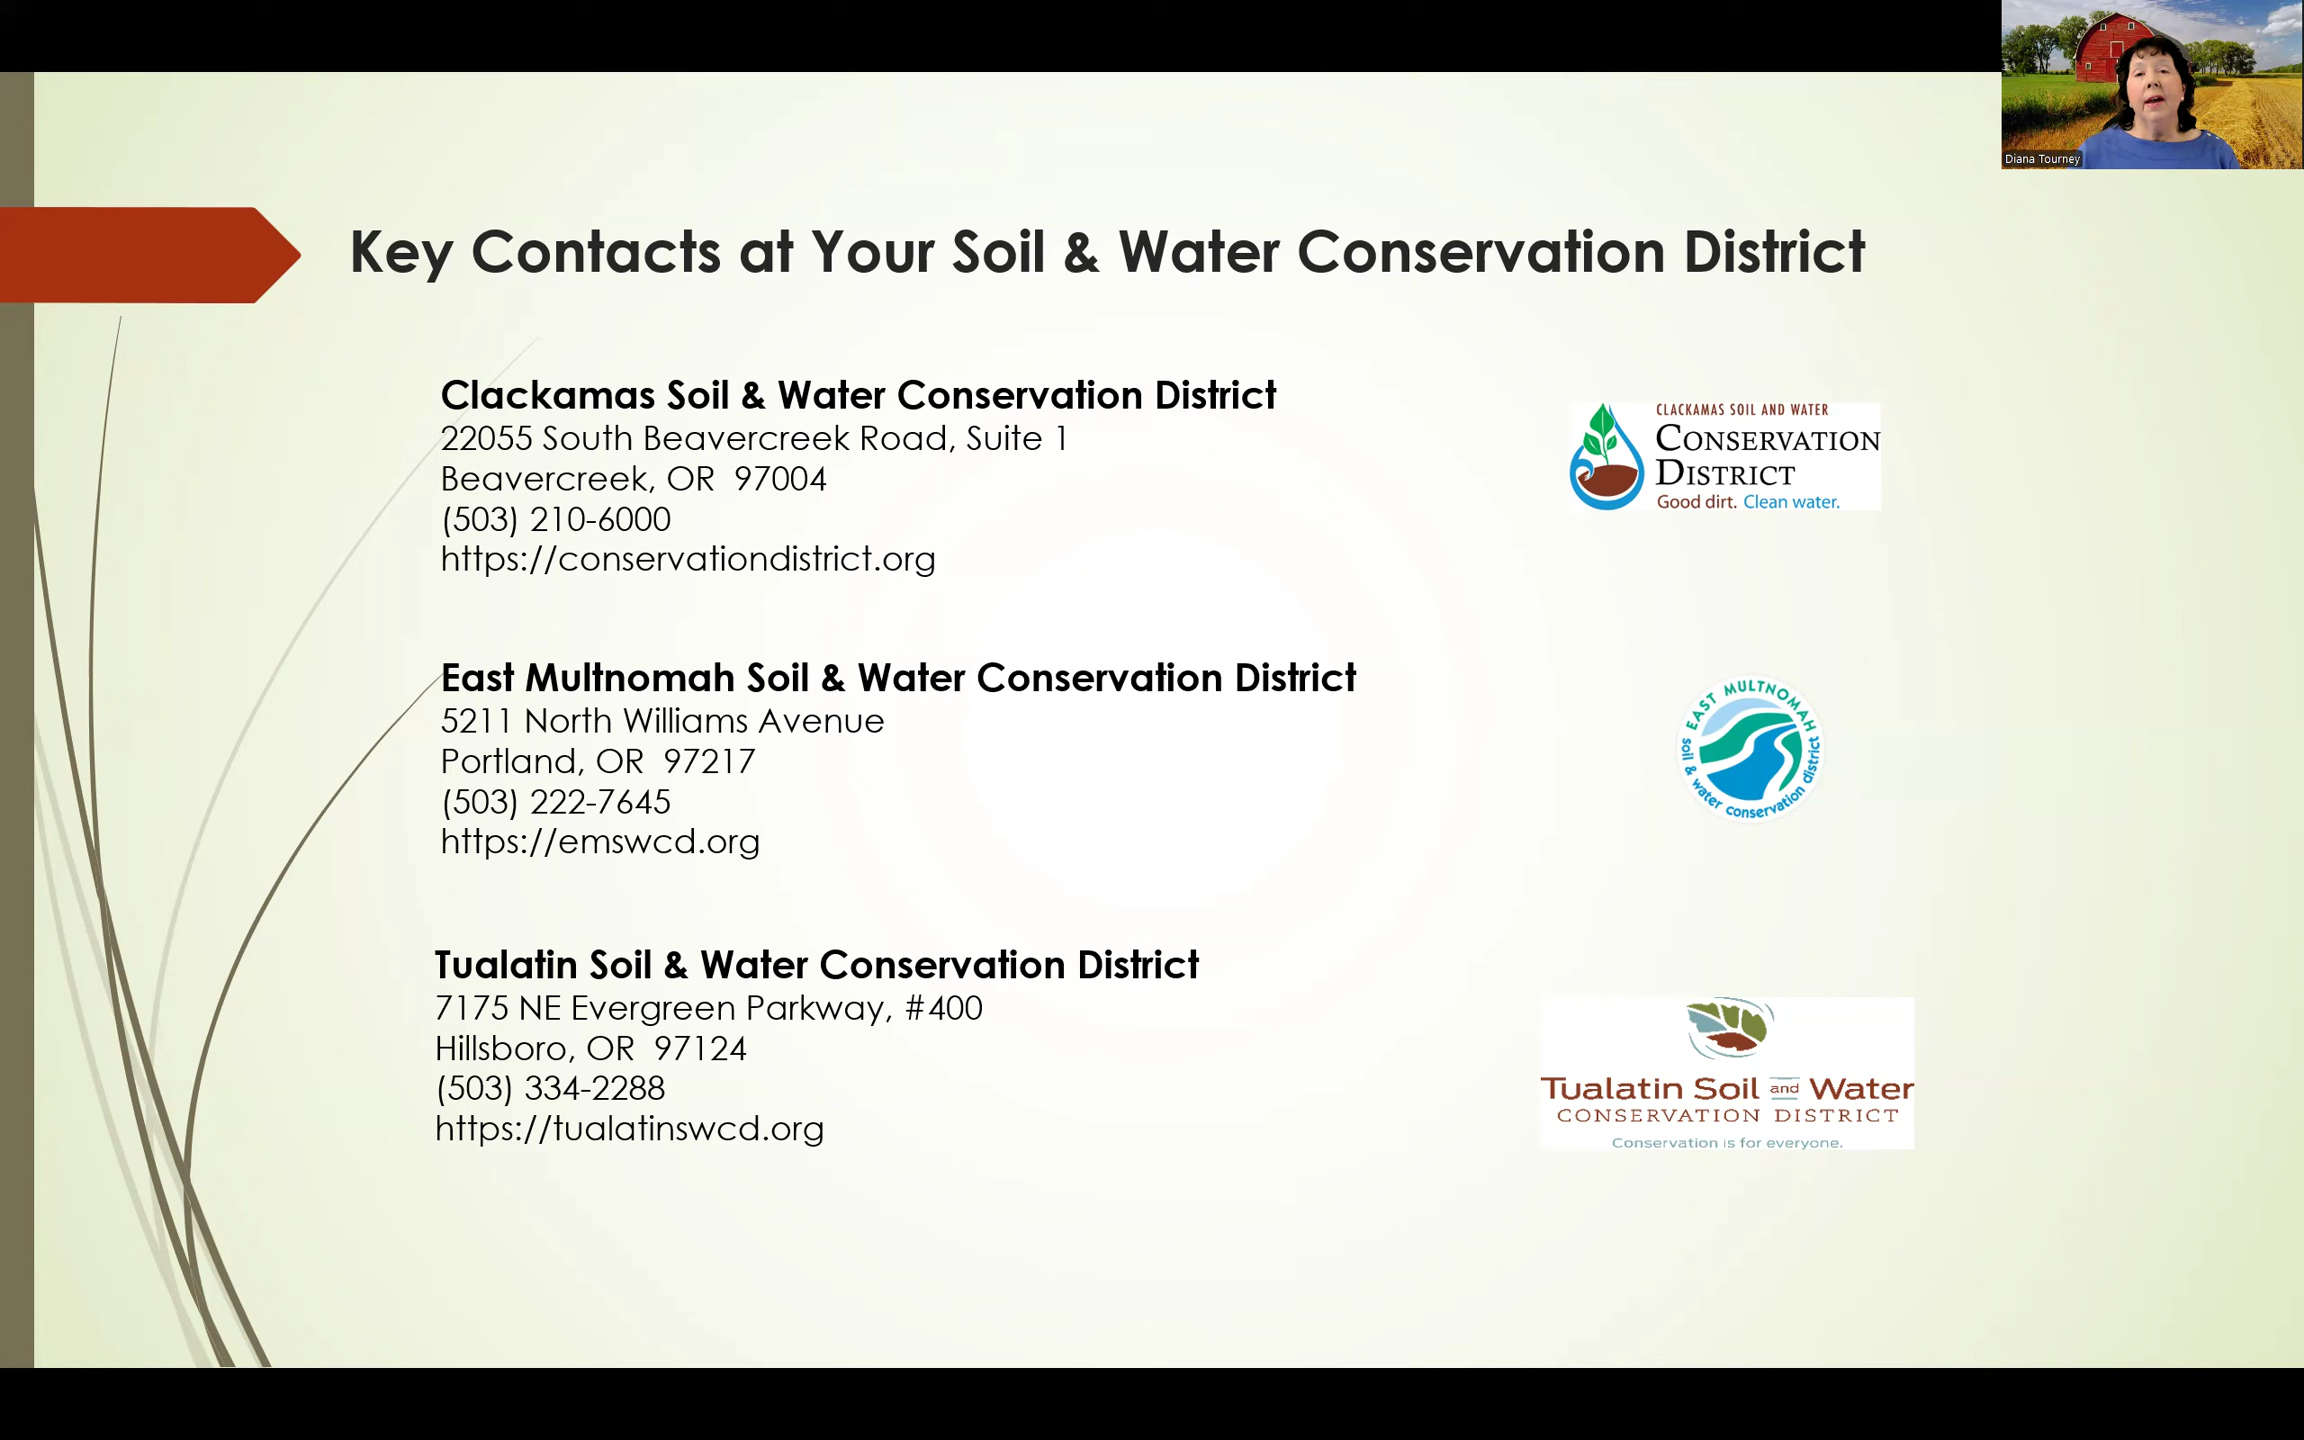 Diana Tourney
Key Contacts at Your Soil & Water Conservation District
Clackamas Soil & Water Conservation District
22055 South Beavercreek Road, Suite 1
Beavercreek, OR  97004
(503) 210-6000
https://conservationdistrict.org
CLACKAMAS SOIL AND WATER
CONSERVATION
DISTRICT
Good dirt. Clean water.
East Multnomah Soil & Water Conservation District
5211 North Williams Avenue
Portland, OR  97217
(503) 222-7645
https://emswcd.org
EAST MULTNOMAH
soil & water conservation district
Tualatin Soil & Water Conservation District
7175 NE Evergreen Parkway, #400
Hillsboro, OR  97124
(503) 334-2288
https://tualatinswcd.org
Tualatin Soil and Water
CONSERVATION DISTRICT
Conservation is for everyone.